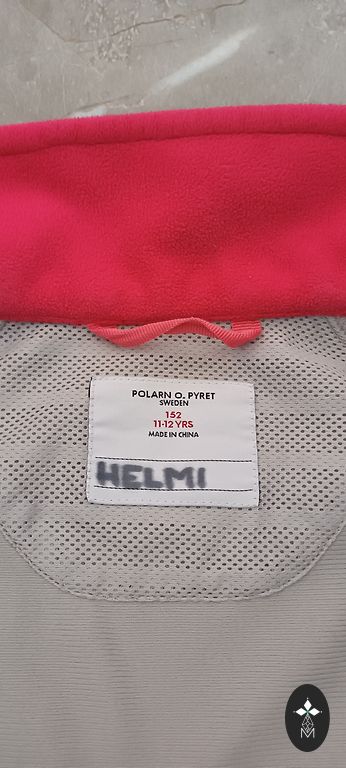 POLARN O. PYRET
SWEDEN
152
11-12 YRS
MADE IN CHINA
HELMI